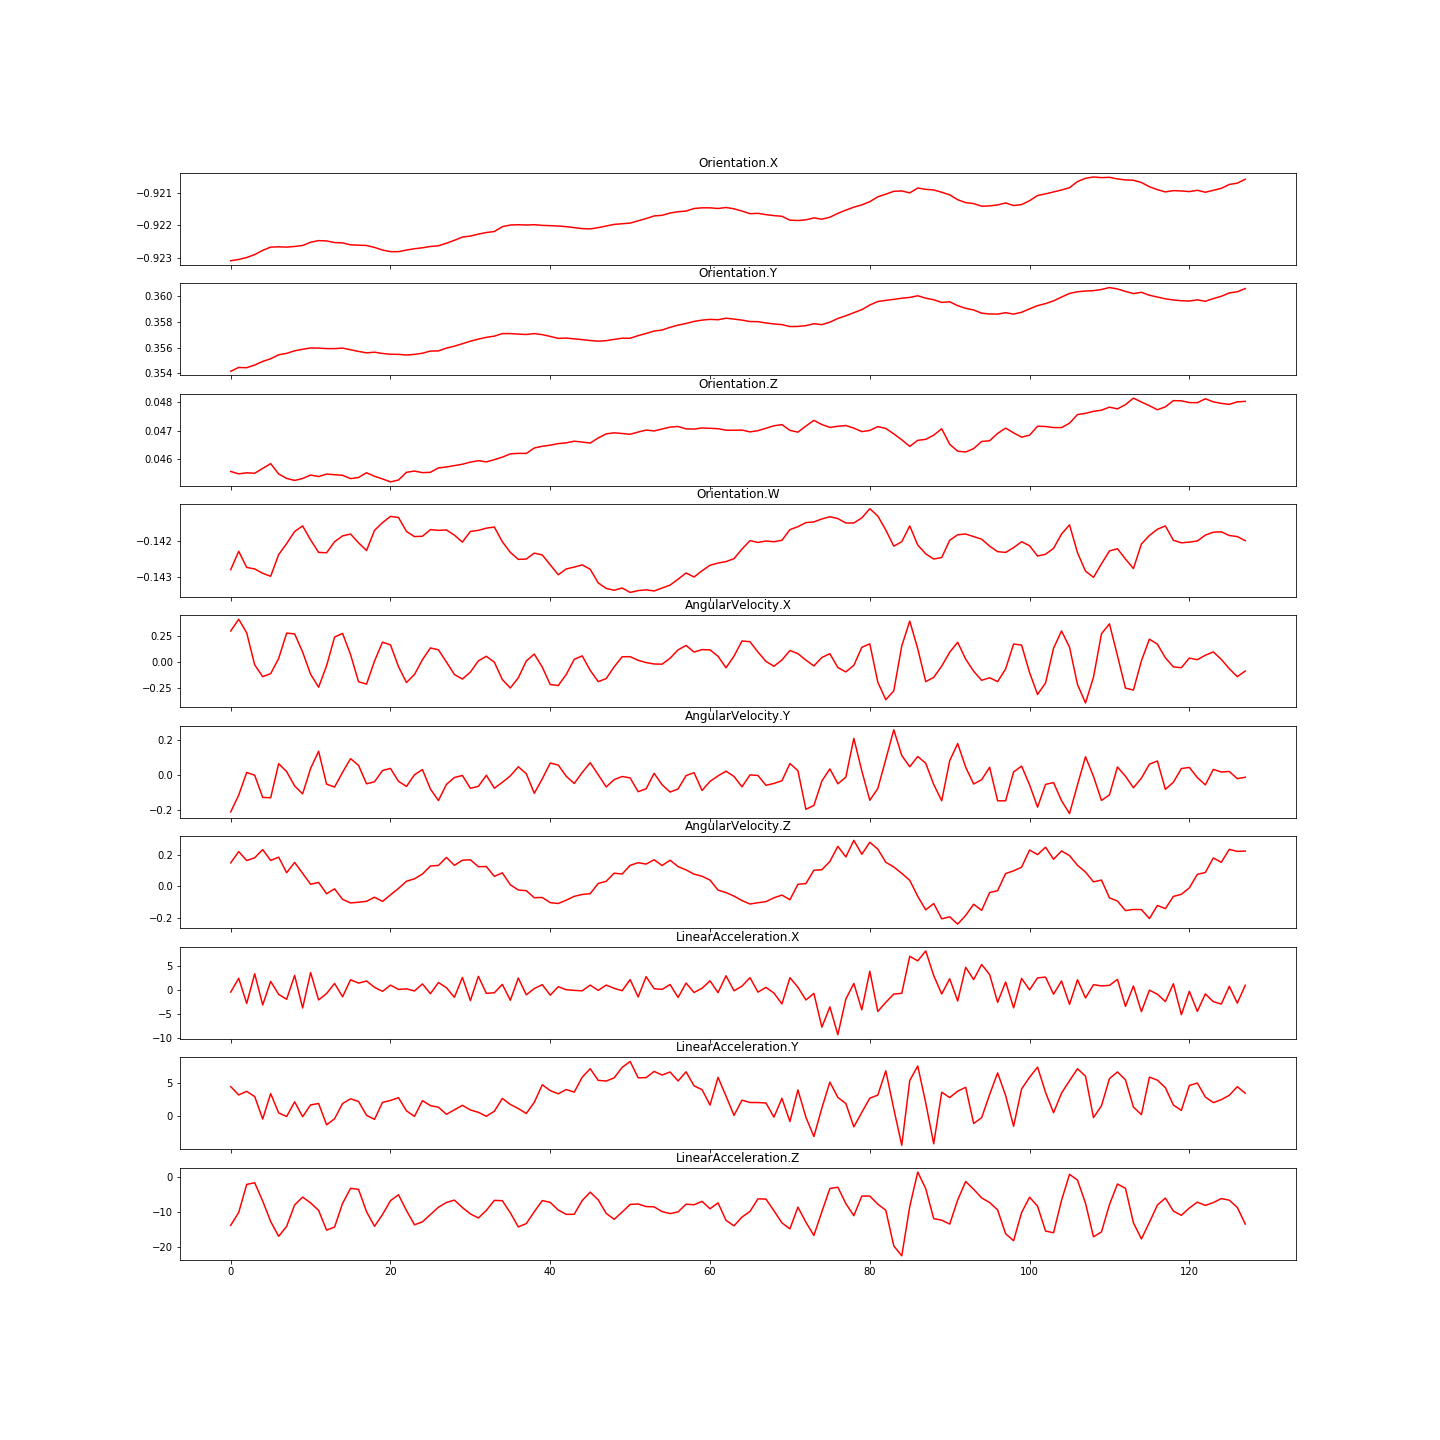 Orientation.X
−0.921
−0.922
−0.923
Orientation.Y
0.360
0.358
0.356
0.354
Orientation.Z
0.048
0.047
0.046
Orientation.W
−0.142
−0.143
AngularVelocity.X
0.25
0.00
−0.25
AngularVelocity.Y
0.2
0.0
−0.2
AngularVelocity.Z
0.2
0.0
−0.2
LinearAcceleration.X
5
0
−5
−10
LinearAcceleration.Y
5
0
LinearAcceleration.Z
0
−10
−20
0 20 40 60 80 100 120